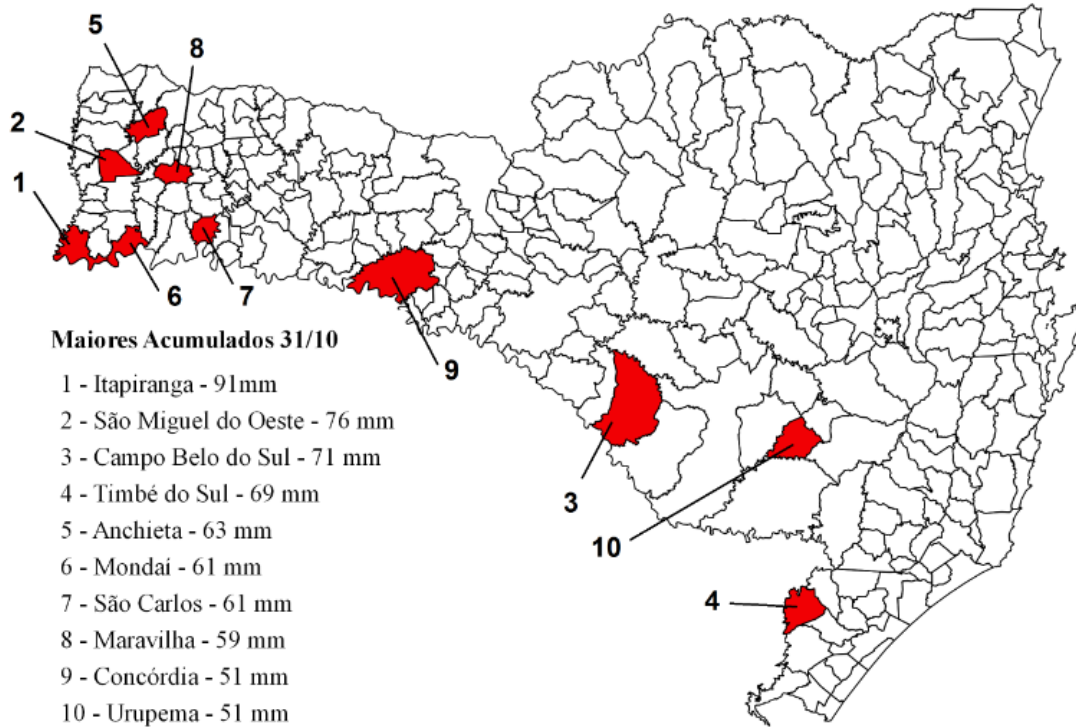 5
8
2
1
6
7
9
3
10
4
Maiores Acumulados 31/10
1 - Itapiranga - 91mm
2 - São Miguel do Oeste - 76 mm
3 - Campo Belo do Sul - 71 mm
4 - Timbé do Sul - 69 mm
5 - Anchieta - 63 mm
6 - Mondaí - 61 mm
7 - São Carlos - 61 mm
8 - Maravilha - 59 mm
9 - Concórdia - 51 mm
10 - Urupema - 51 mm